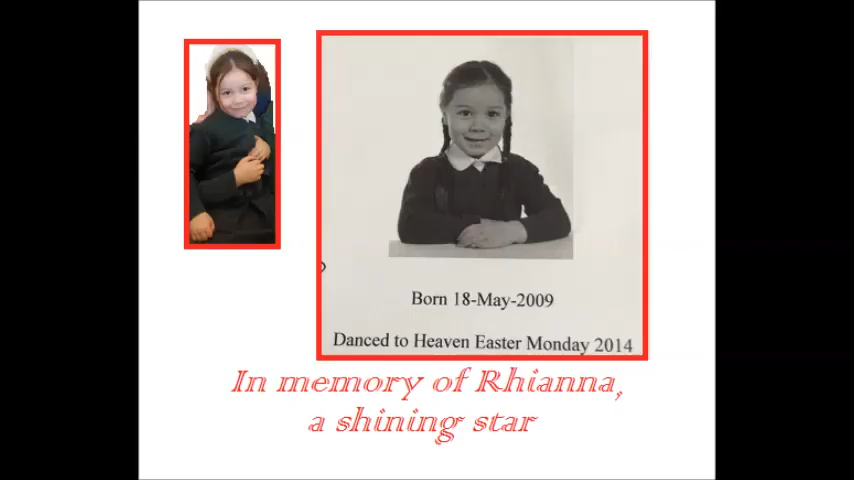 Born 18-May-2009
Danced to Heaven Easter Monday 2014
In memory of Rhianna,
a shining star